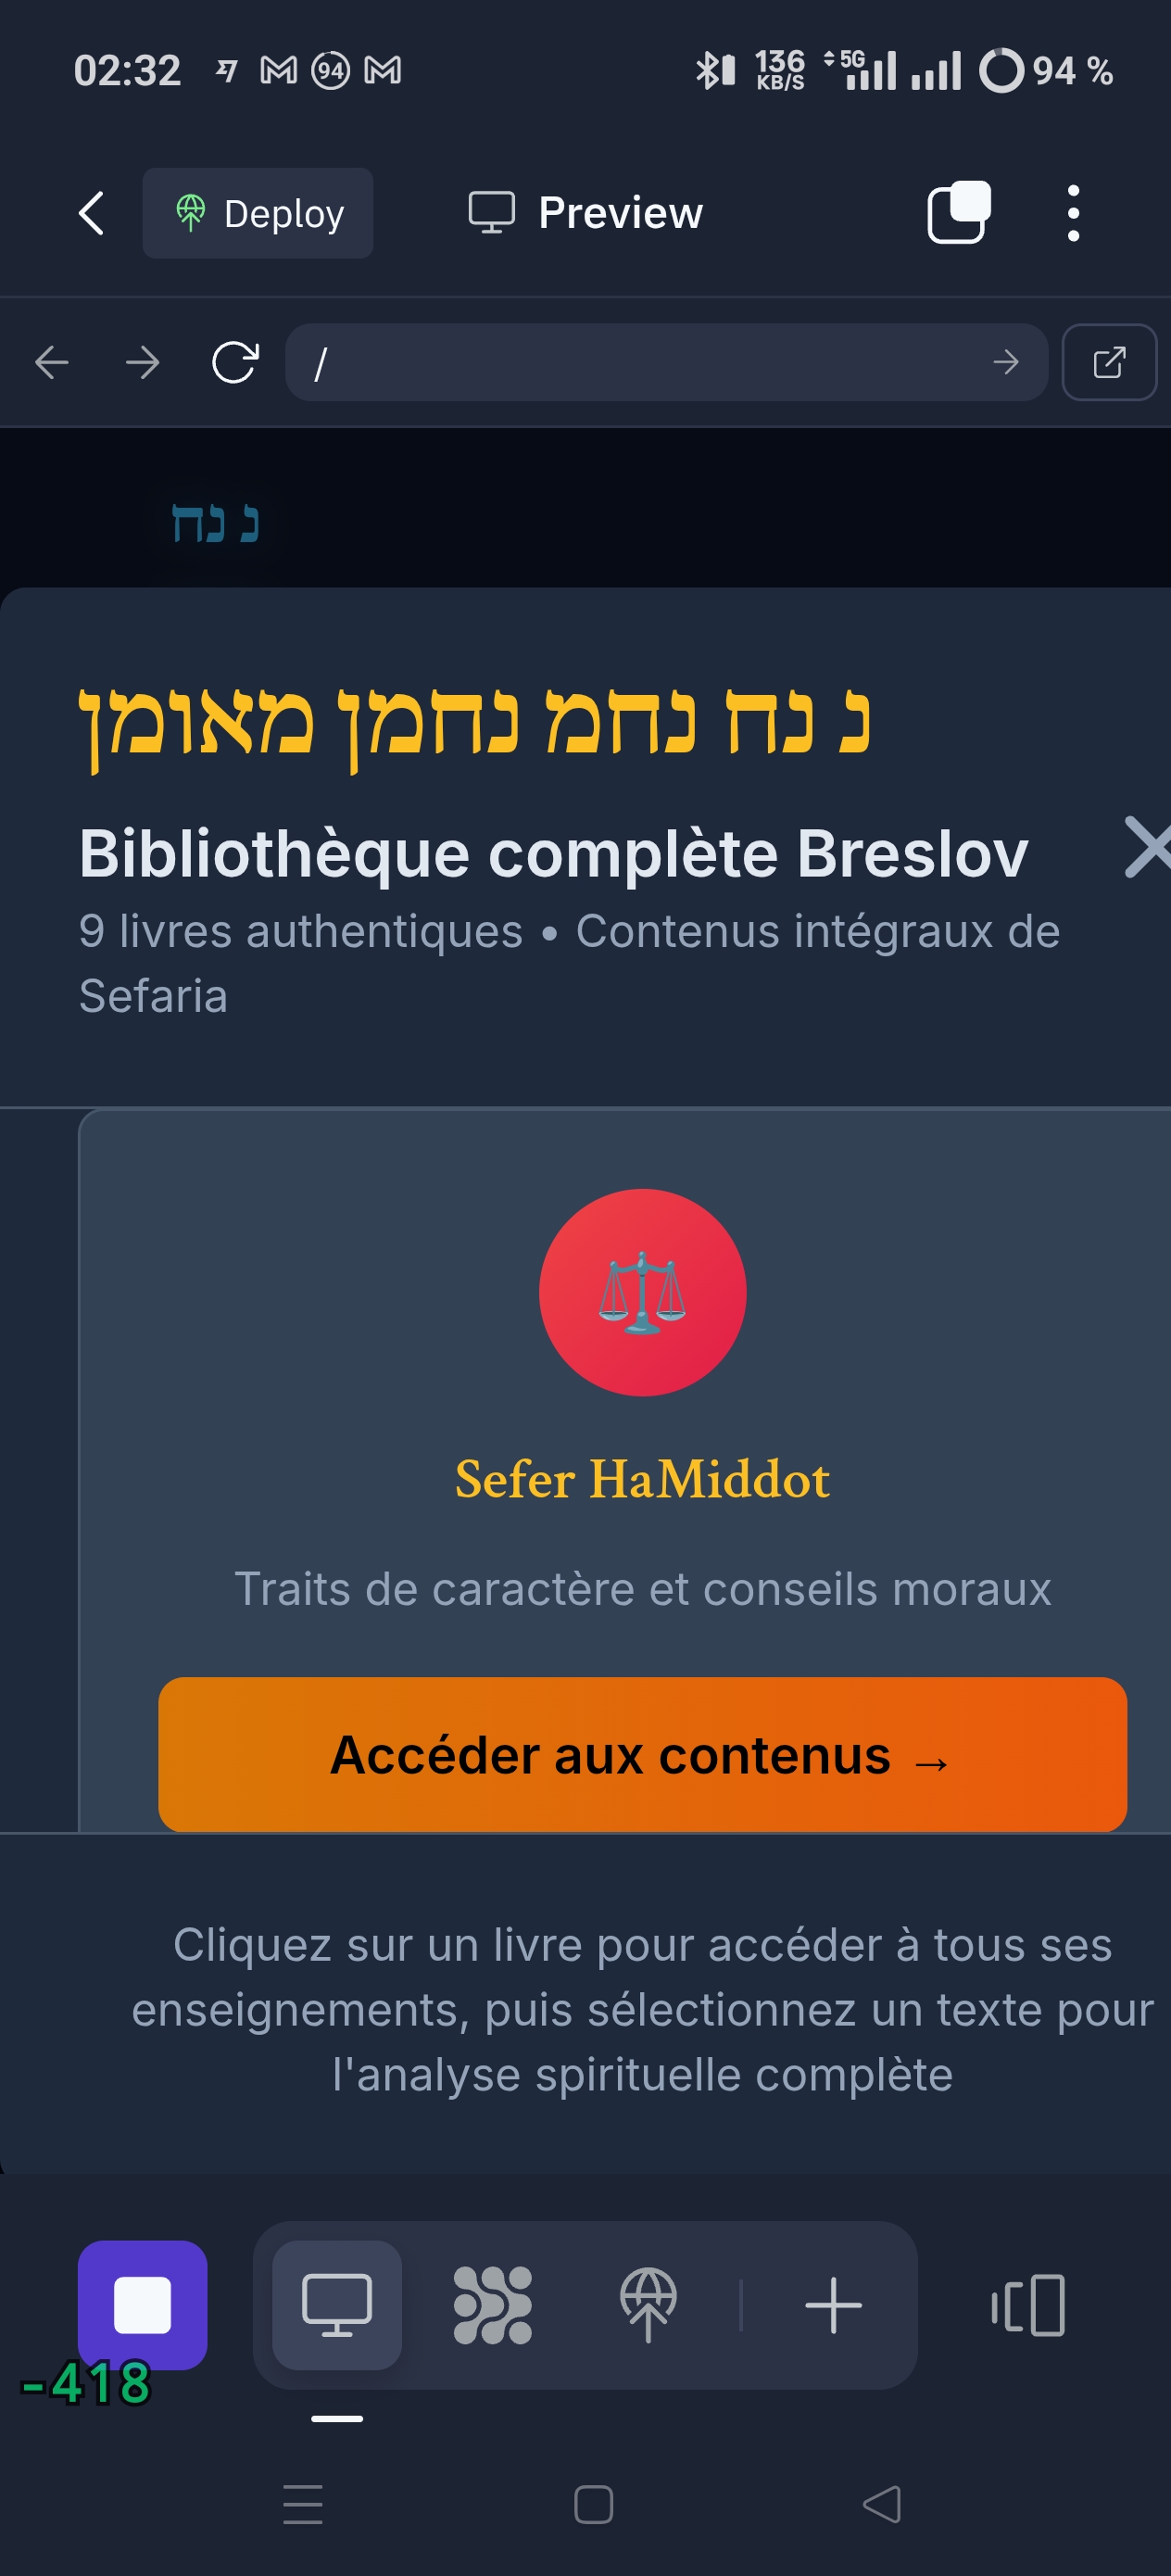 02:32
94
136
KB/S
5G
94 %
Deploy
Preview
/
נ נח
נ נח נחמ נחמן מאומן
Bibliothèque complète Breslov
9 livres authentiques • Contenus intégraux de
Sefaria
Sefer HaMiddot
Traits de caractère et conseils moraux
Accéder aux contenus →
Cliquez sur un livre pour accéder à tous ses
enseignements, puis sélectionnez un texte pour
l'analyse spirituelle complète
-418